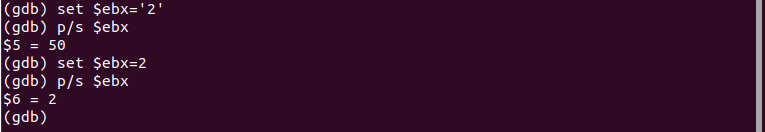 (gdb) set $ebx='2'
(gdb) p/s $ebx
$5 = 50
(gdb) set $ebx=2
(gdb) p/s $ebx
$6 = 2
(gdb)